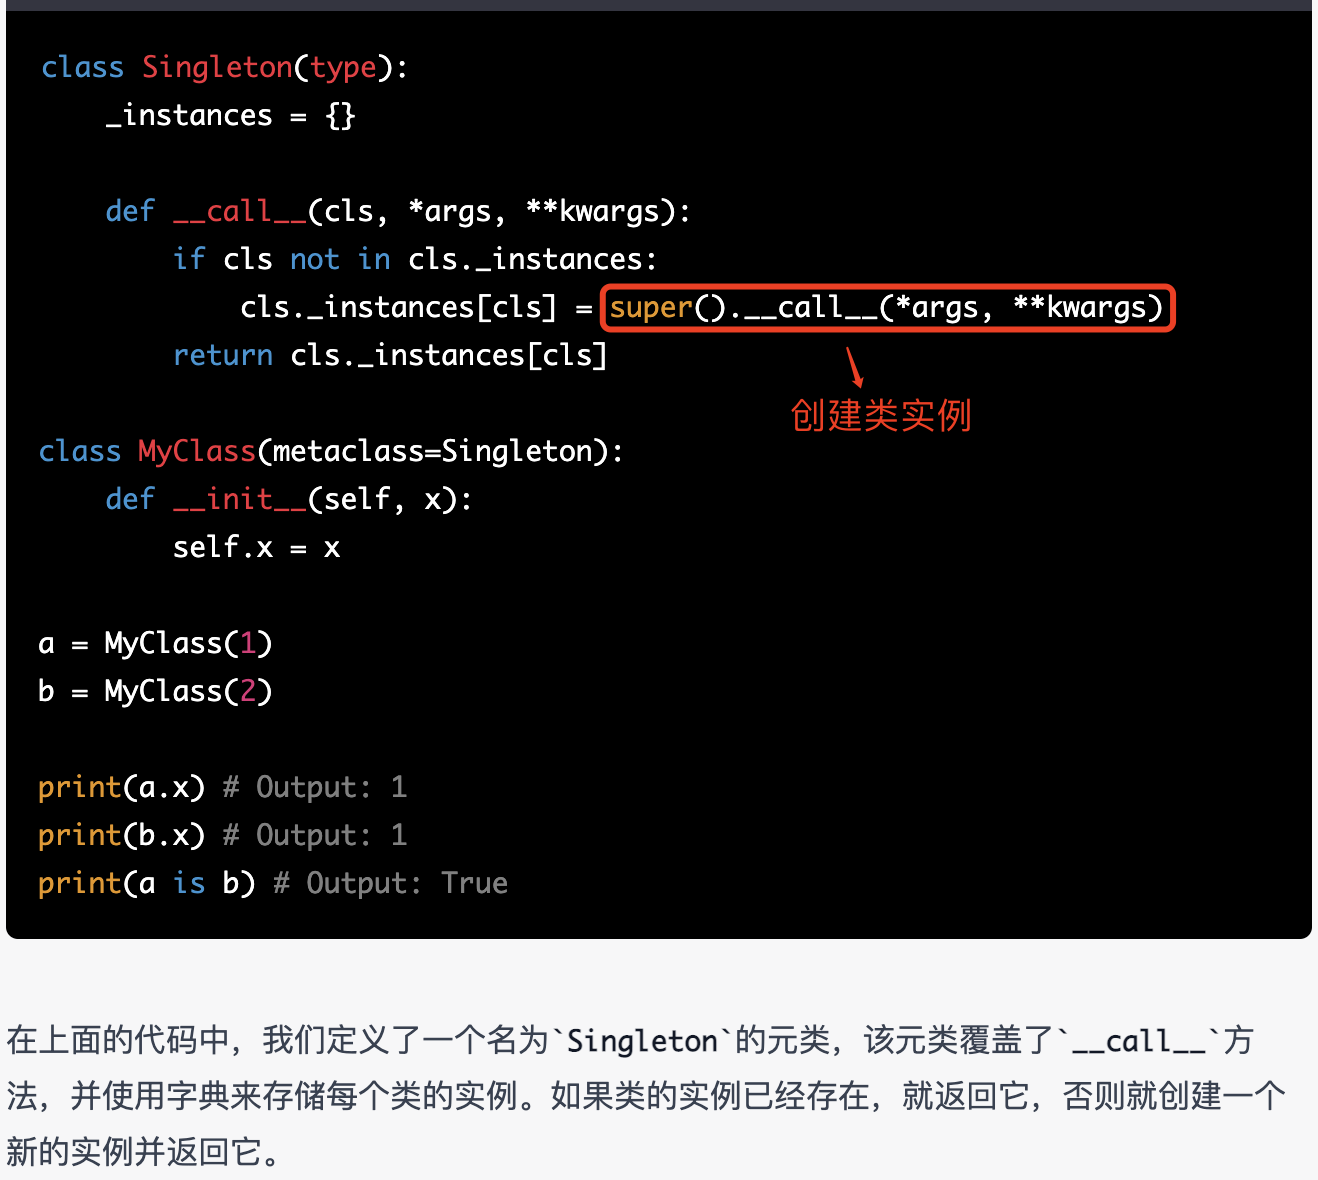 class Singleton(type):
    _instances = {}
    def __call__(cls, *args, **kwargs):
        if cls not in cls._instances:
            cls._instances[cls] = super().__call__(*args, **kwargs)
        return cls._instances[cls]
创建类实例
class MyClass(metaclass=Singleton):
    def __init__(self, x):
        self.x = x
a = MyClass(1)
b = MyClass(2)
print(a.x) # Output: 1
print(b.x) # Output: 1
print(a is b) # Output: True
在上面的代码中，我们定义了一个名为`Singleton`的元类，该元类覆盖了`__call__`方
法，并使用字典来存储每个类的实例。如果类的实例已经存在，就返回它，否则就创建一个
新的实例并返回它。